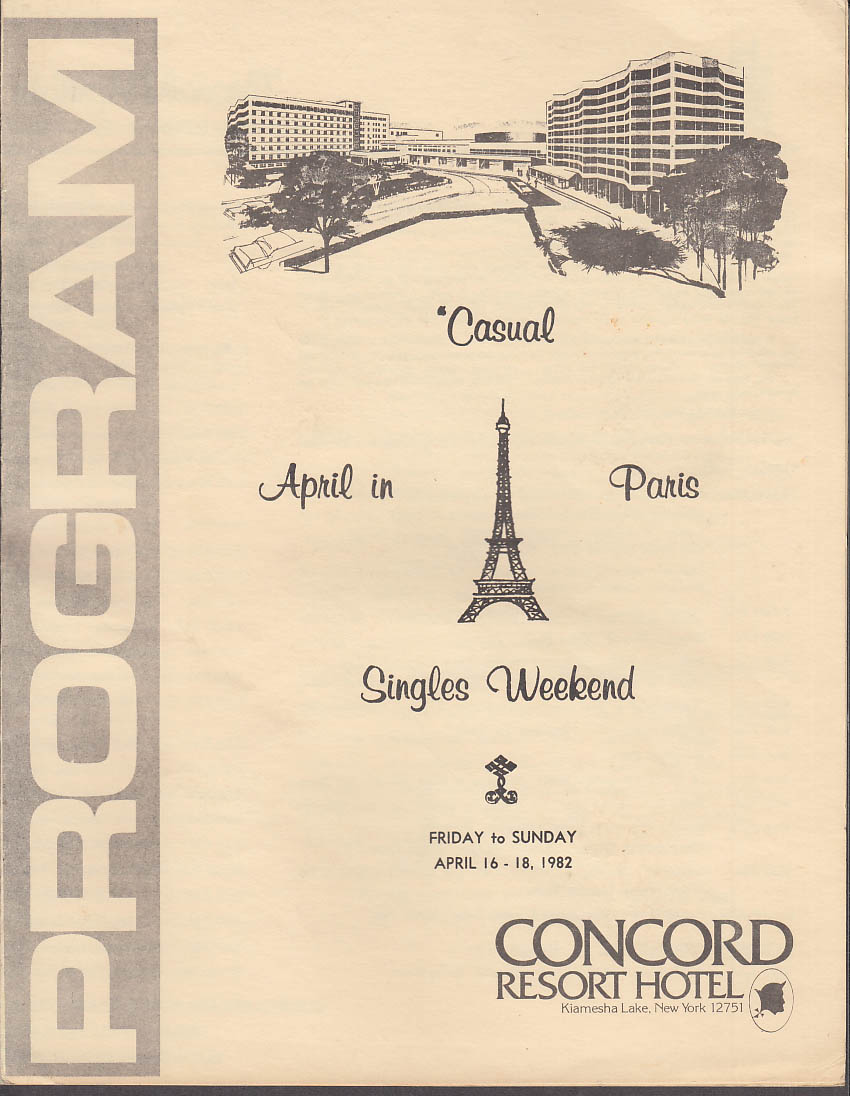 PROGRAM
‘Casual
April in Paris
Singles Weekend
FRIDAY to SUNDAY
APRIL 16 - 18, 1982
CONCORD
RESORT HOTEL
Kiamesha Lake, New York 12751